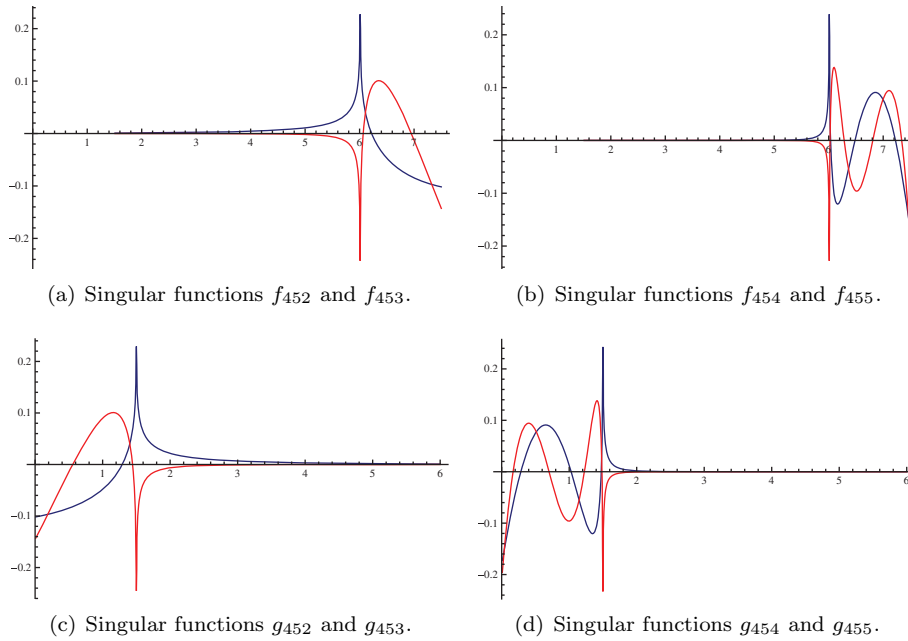 0.2
0.1
−0.1
−0.2
1 2 3 4 5 6 7
(a) Singular functions f452 and f453.
0.2
0.1
−0.1
−0.2
1 2 3 4 5 6 7
(b) Singular functions f454 and f455.
0.2
0.1
−0.1
−0.2
1 2 3 4 5 6
(c) Singular functions g452 and g453.
0.2
0.1
−0.1
−0.2
1 2 3 4 5 6
(d) Singular functions g454 and g455.